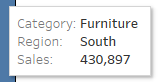 Category: Furniture
Region: South
Sales: 430,897